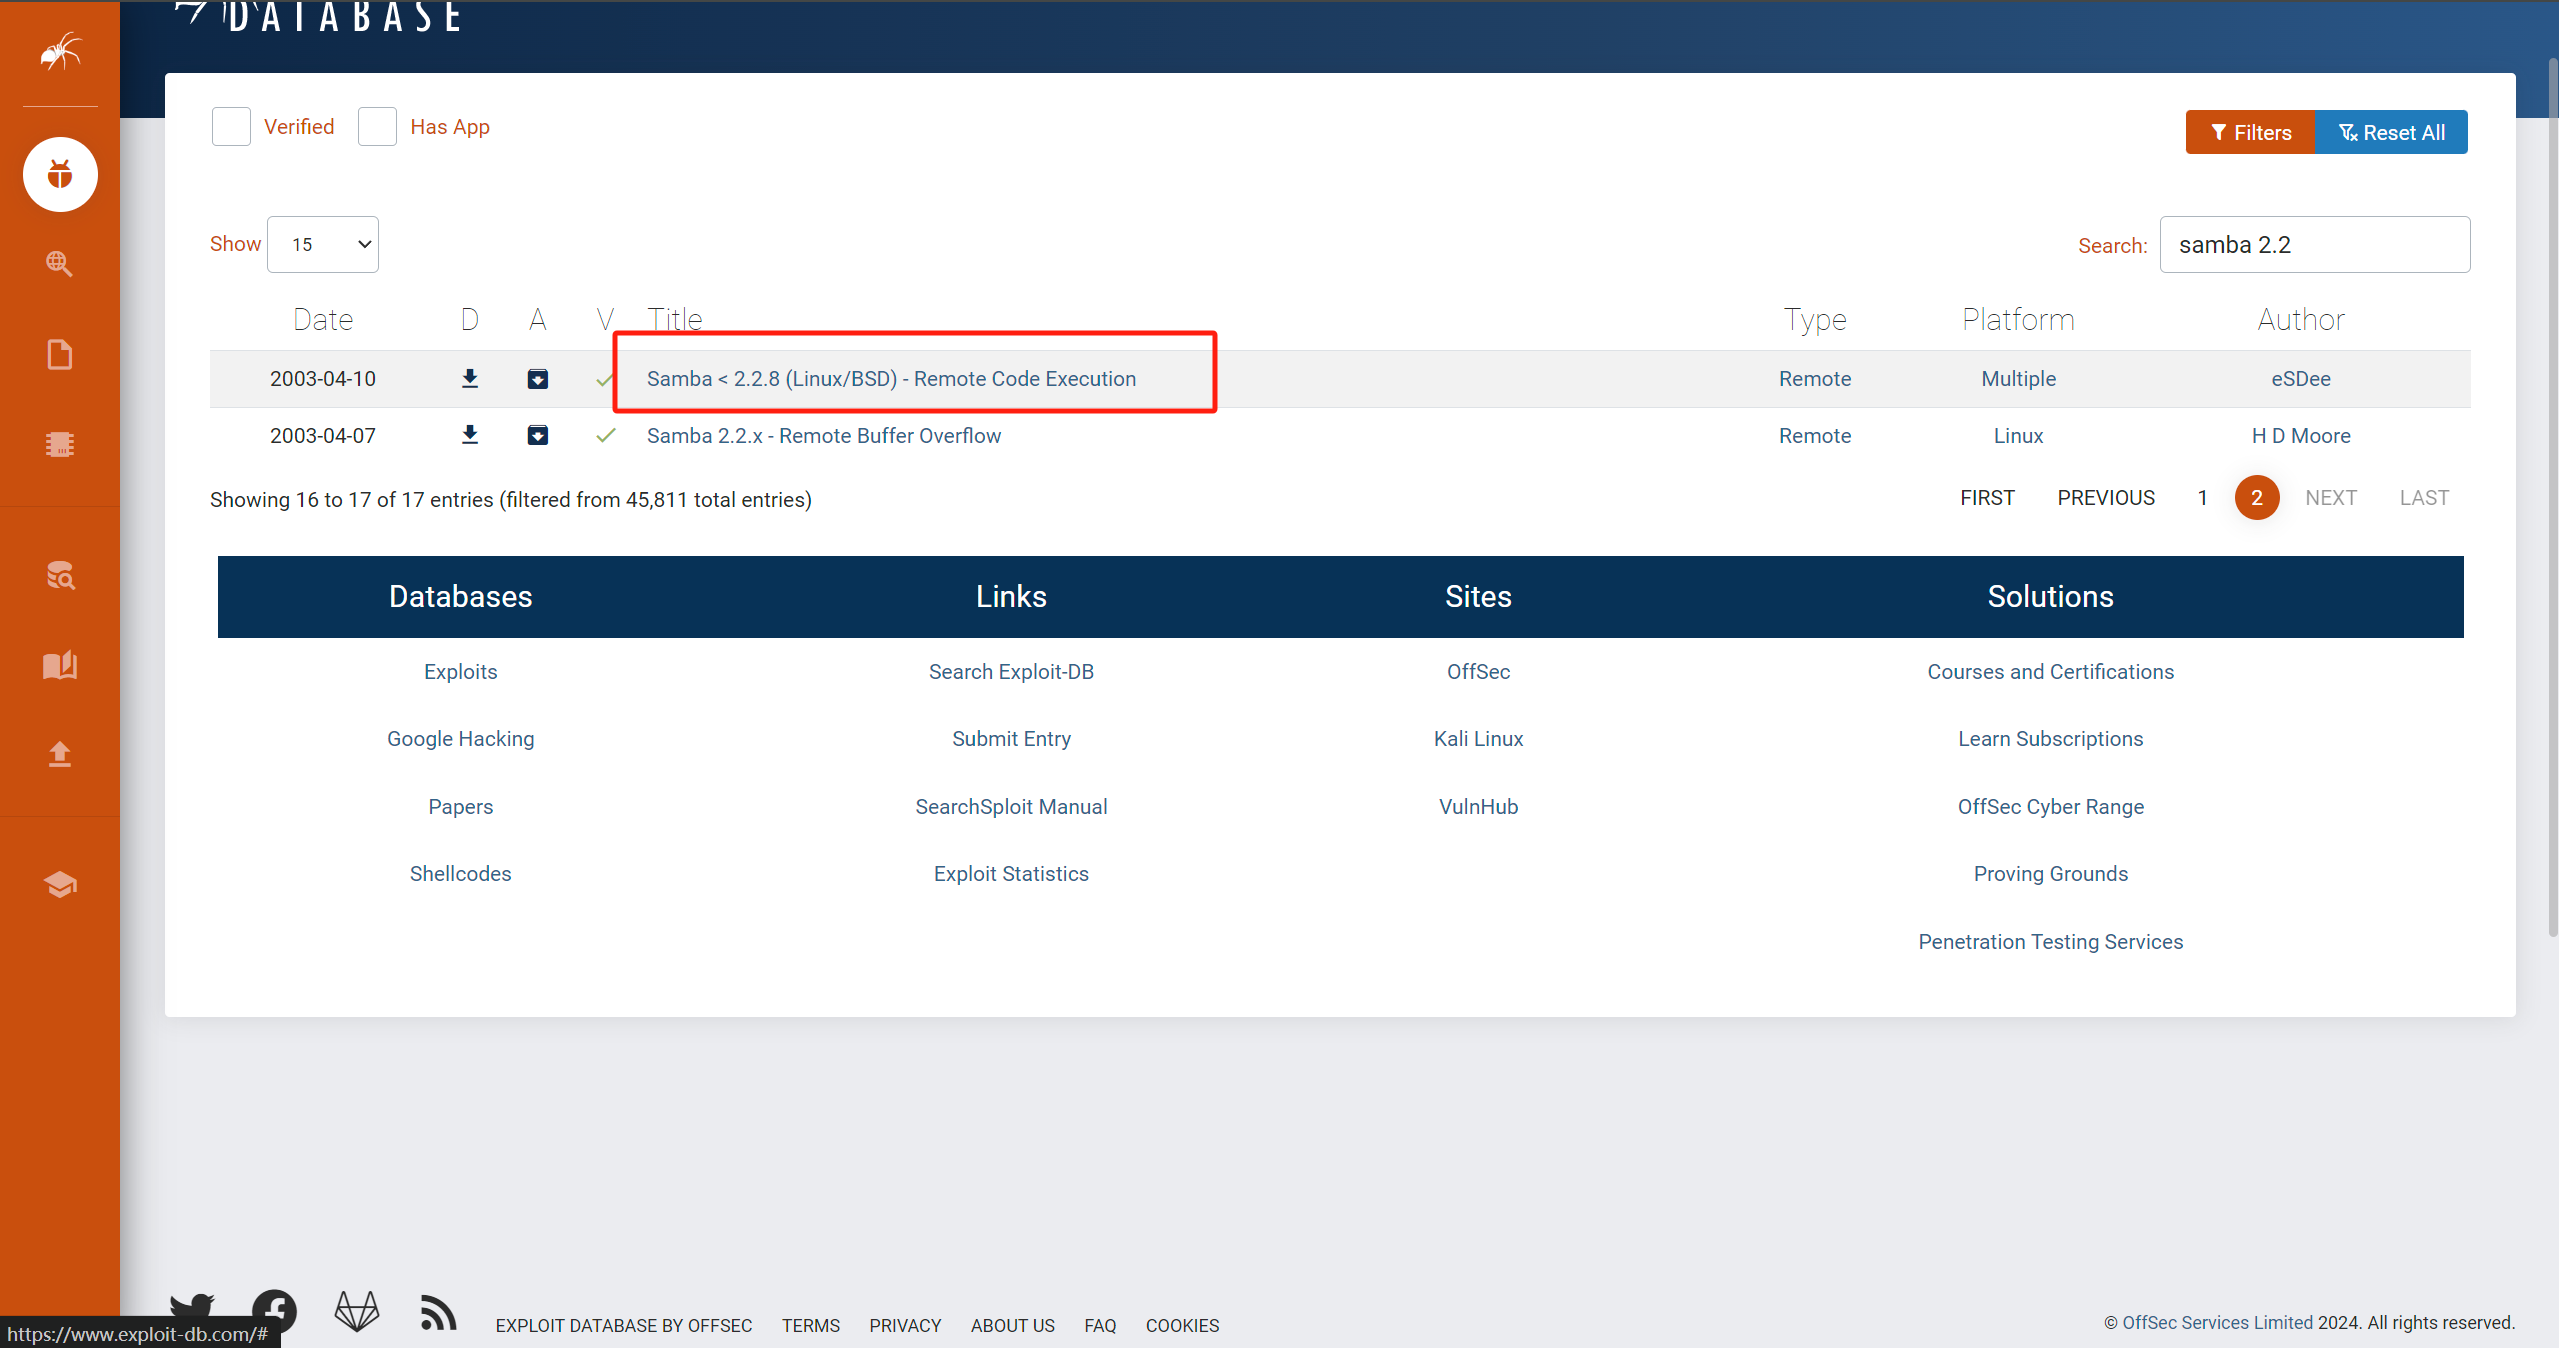 DATABASE
Verified Has App
Filters Reset All
Show 15 Search: samba 2.2
Date D A V Title Type Platform Author
2003-04-10 Samba < 2.2.8 (Linux/BSD) - Remote Code Execution Remote Multiple eSDee
2003-04-07 Samba 2.2.x - Remote Buffer Overflow Remote Linux H D Moore
Showing 16 to 17 of 17 entries (filtered from 45,811 total entries) FIRST PREVIOUS 1 2 NEXT LAST
Databases Links Sites Solutions
Exploits Search Exploit-DB OffSec Courses and Certifications
Google Hacking Submit Entry Kali Linux Learn Subscriptions
Papers SearchSploit Manual VulnHub OffSec Cyber Range
Shellcodes Exploit Statistics Proving Grounds
Penetration Testing Services
https://www.exploit-db.com/# EXPLOIT DATABASE BY OFFSEC TERMS PRIVACY ABOUT US FAQ COOKIES © OffSec Services Limited 2024. All rights reserved.